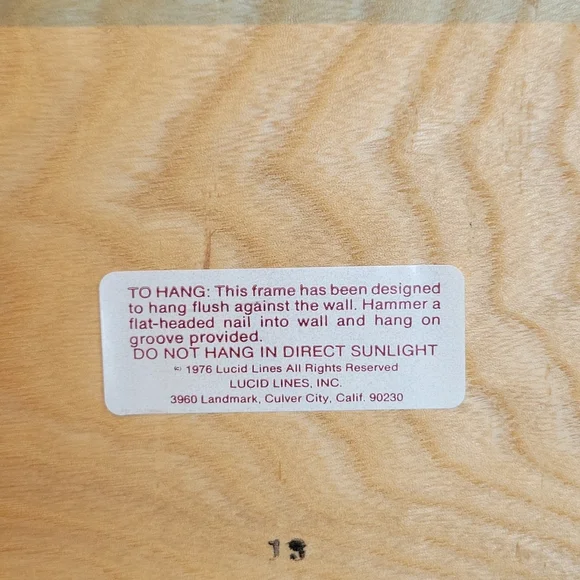 TO HANG: This frame has been designed
to hang flush against the wall. Hammer a
flat-headed nail into wall and hang on
groove provided.
DO NOT HANG IN DIRECT SUNLIGHT
© 1976 Lucid Lines All Rights Reserved
LUCID LINES, INC.
3960 Landmark, Culver City, Calif. 90230
13